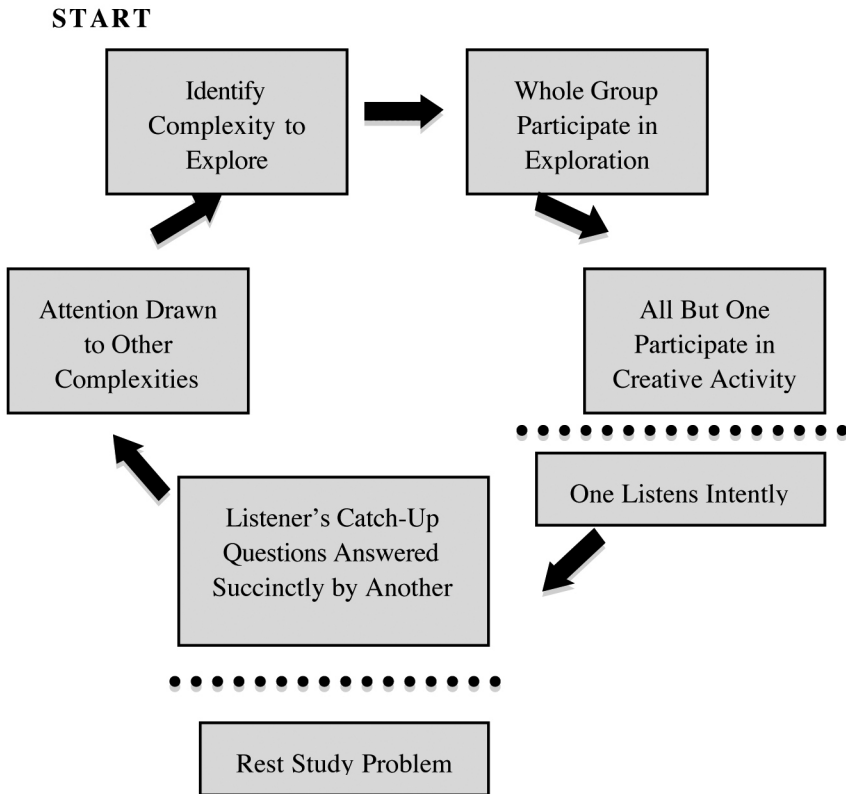 START
Identify
Complexity to
Explore
Whole Group
Participate in
Exploration
All But One
Participate in
Creative Activity
One Listens Intently
Listener’s Catch-Up
Questions Answered
Succinctly by Another
Rest Study Problem
Attention Drawn
to Other
Complexities